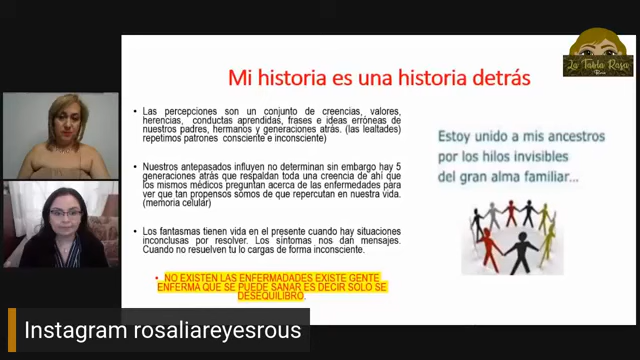 La Tabla Rasa
Mi historia es una historia detrás
• Las percepciones son un conjunto de creencias, valores,
herencias, conductas aprendidas, frases e ideas erróneas de
nuestros padres, hermanos y generaciones atrás. (las lealtades)
repetimos patrones consciente e inconsciente)
• Nuestros antepasados influyen no determinan sin embargo hay 5
generaciones atrás que respaldan toda una creencia de ahí que
los mismos médicos preguntan acerca de las enfermedades para
ver que tan propensos somos de que repercutan en nuestra vida.
(memoria celular)
• Los fantasmas tienen vida en el presente cuando hay situaciones
inconclusas por resolver. Los síntomas nos dan mensajes.
Cuando no resuelven tu lo cargas de forma inconsciente.
• NO EXISTEN LAS ENFERMADADES EXISTE GENTE
ENFERMA QUE SE PUEDE SANAR ES DECIR SOLO SE
DESEQUILIBRO.
Estoy unido a mis ancestros
por los hilos invisibles
del gran alma familiar...
Instagram rosaliareyesrous